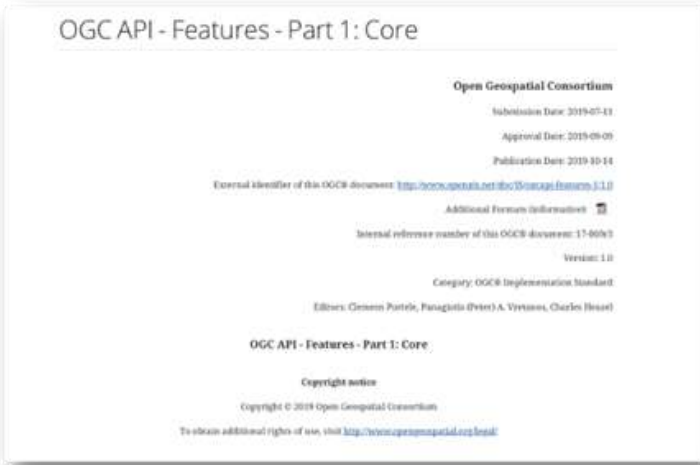 OGC API - Features - Part 1: Core
Open Geospatial Consortium
Submission Date: 2019-07-11
Approval Date: 2019-09-09
Publication Date: 2019-10-14
External identifier of this OGC® document: http://www.opengis.net/doc/IS/ogcapi-features-1/1.0
Additional Formats (informative):
Internal reference number of this OGC® document: 17-069r3
Version: 1.0
Category: OGC® Implementation Standard
Editors: Clemens Portele, Panagiotis (Peter) A. Vretanos, Charles Heazel
OGC API - Features - Part 1: Core
Copyright notice
Copyright © 2019 Open Geospatial Consortium
To obtain additional rights of use, visit http://www.opengeospatial.org/legal/